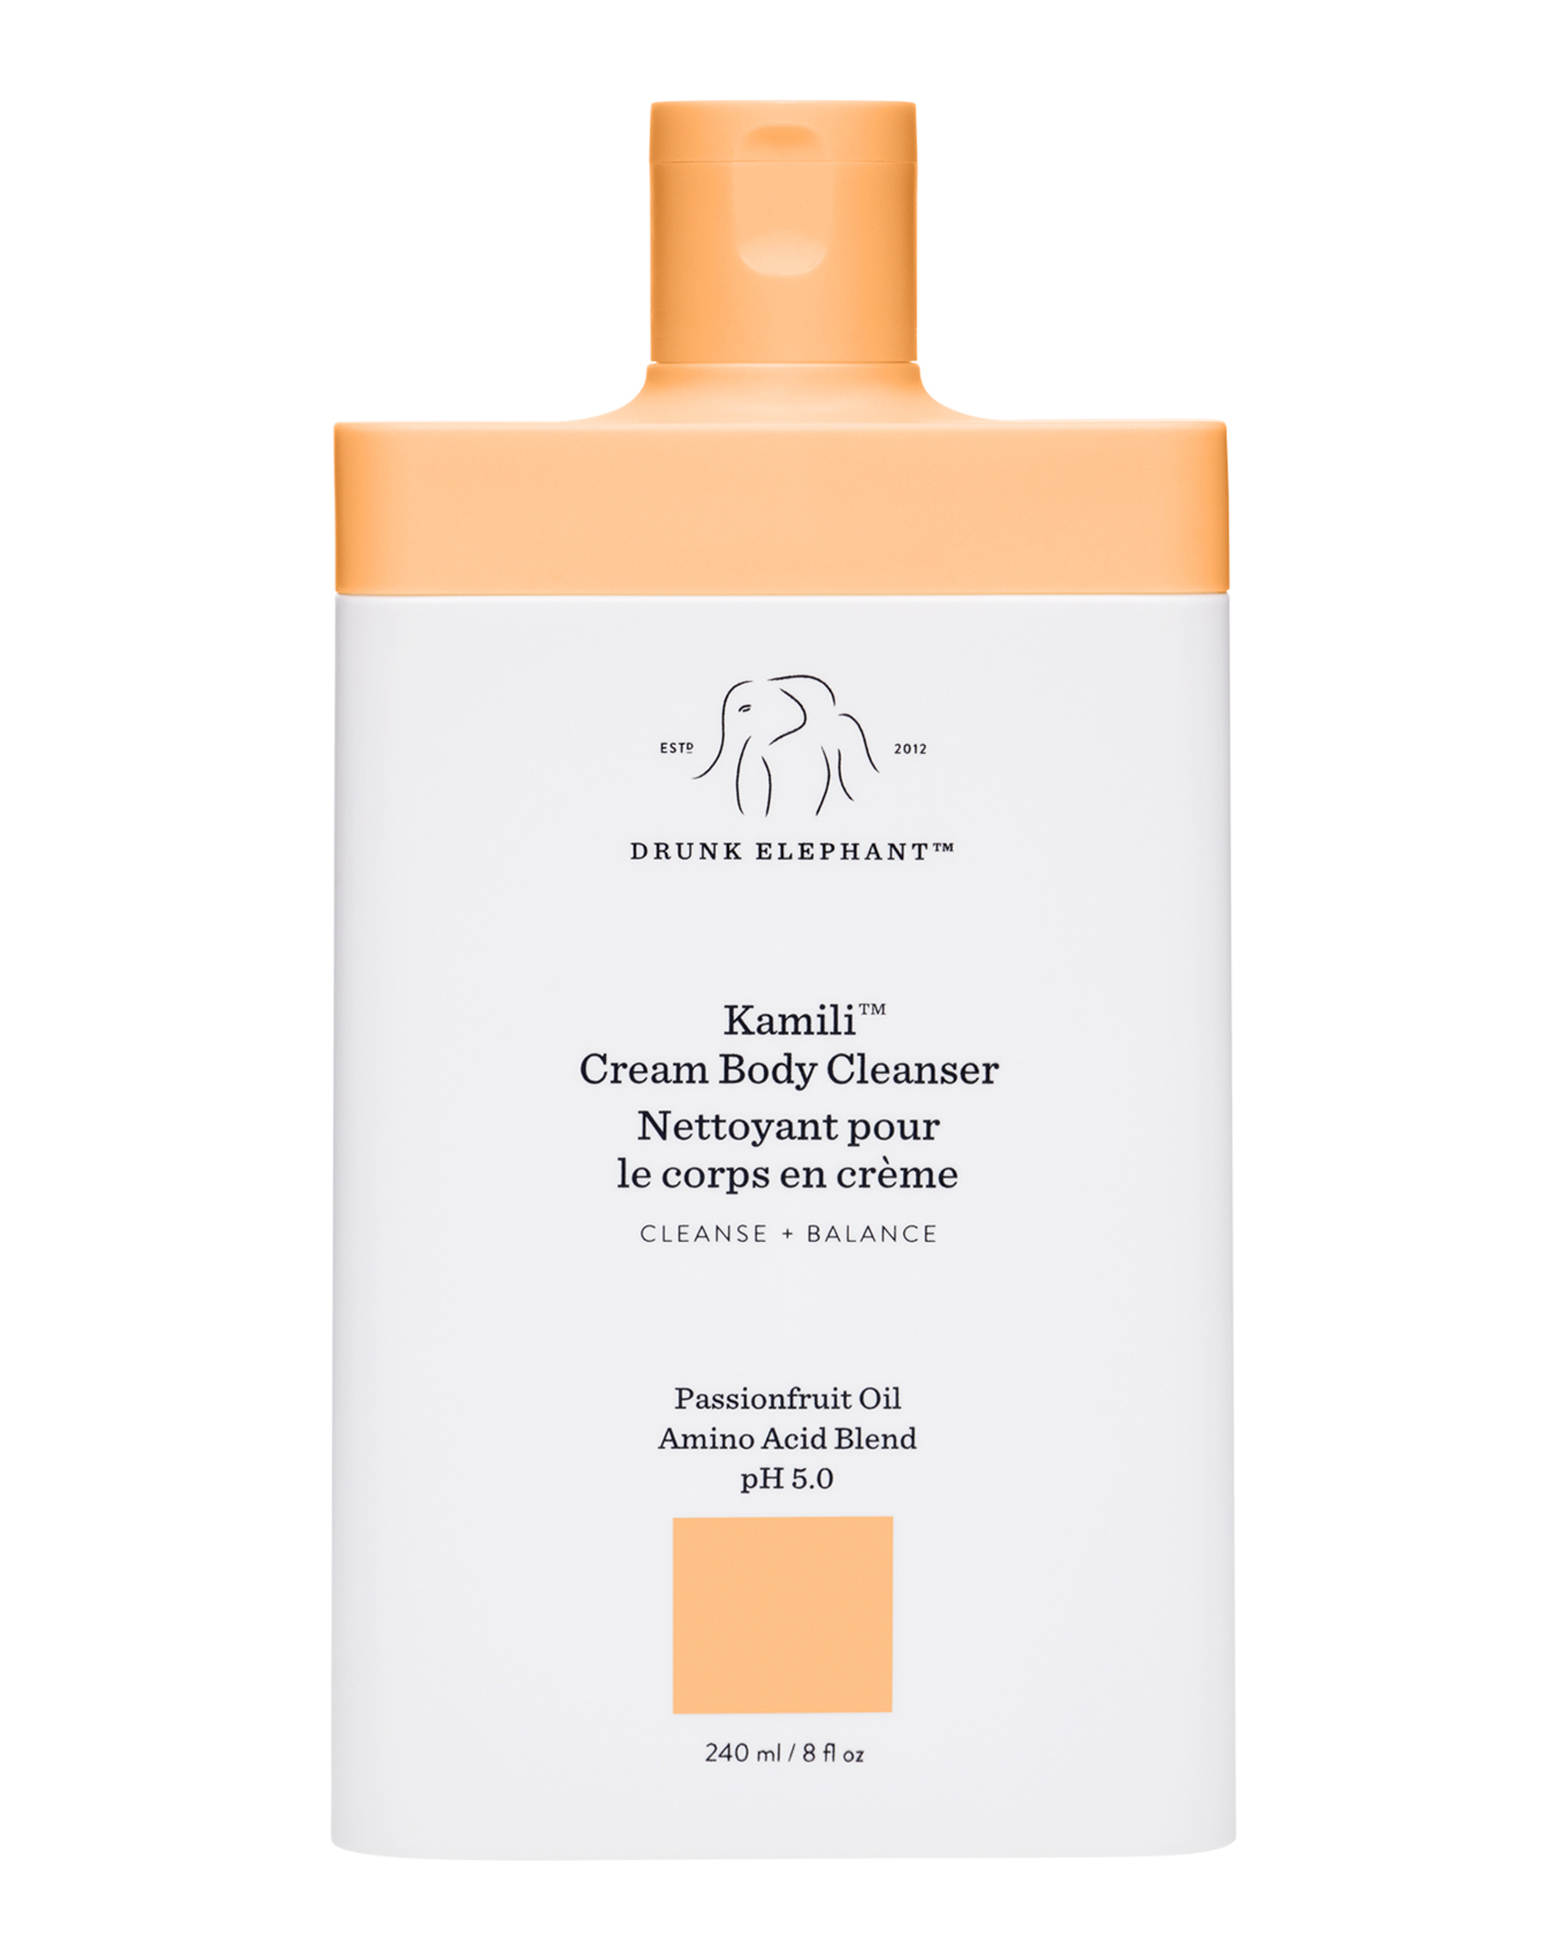 ESTD 2012
DRUNK ELEPHANT™
Kamili™
Cream Body Cleanser
Nettoyant pour
le corps en crème
CLEANSE + BALANCE
Passionfruit Oil
Amino Acid Blend
pH 5.0
240 ml / 8 fl oz